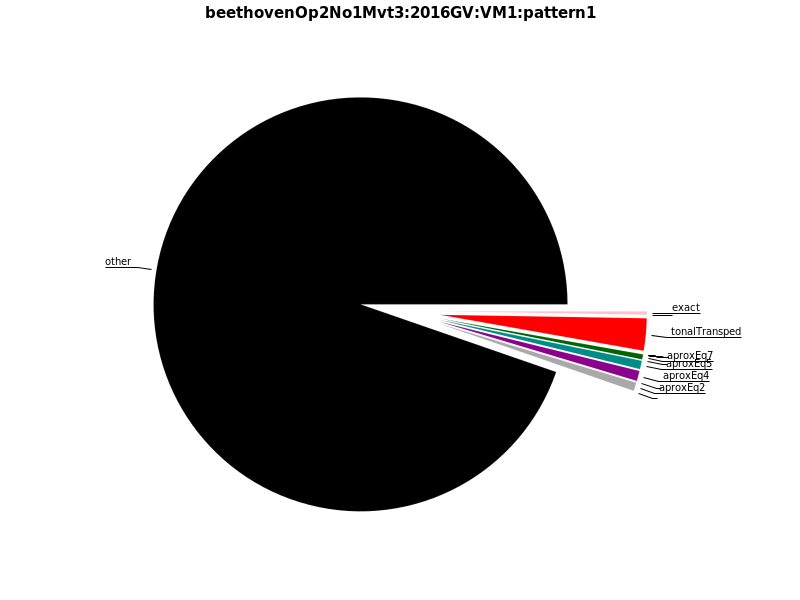 beethovenOp2No1Mvt3:2016GV:VM1:pattern1
other
exact
tonalTransped
aproxEq7
aproxEq5
aproxEq4
aproxEq2